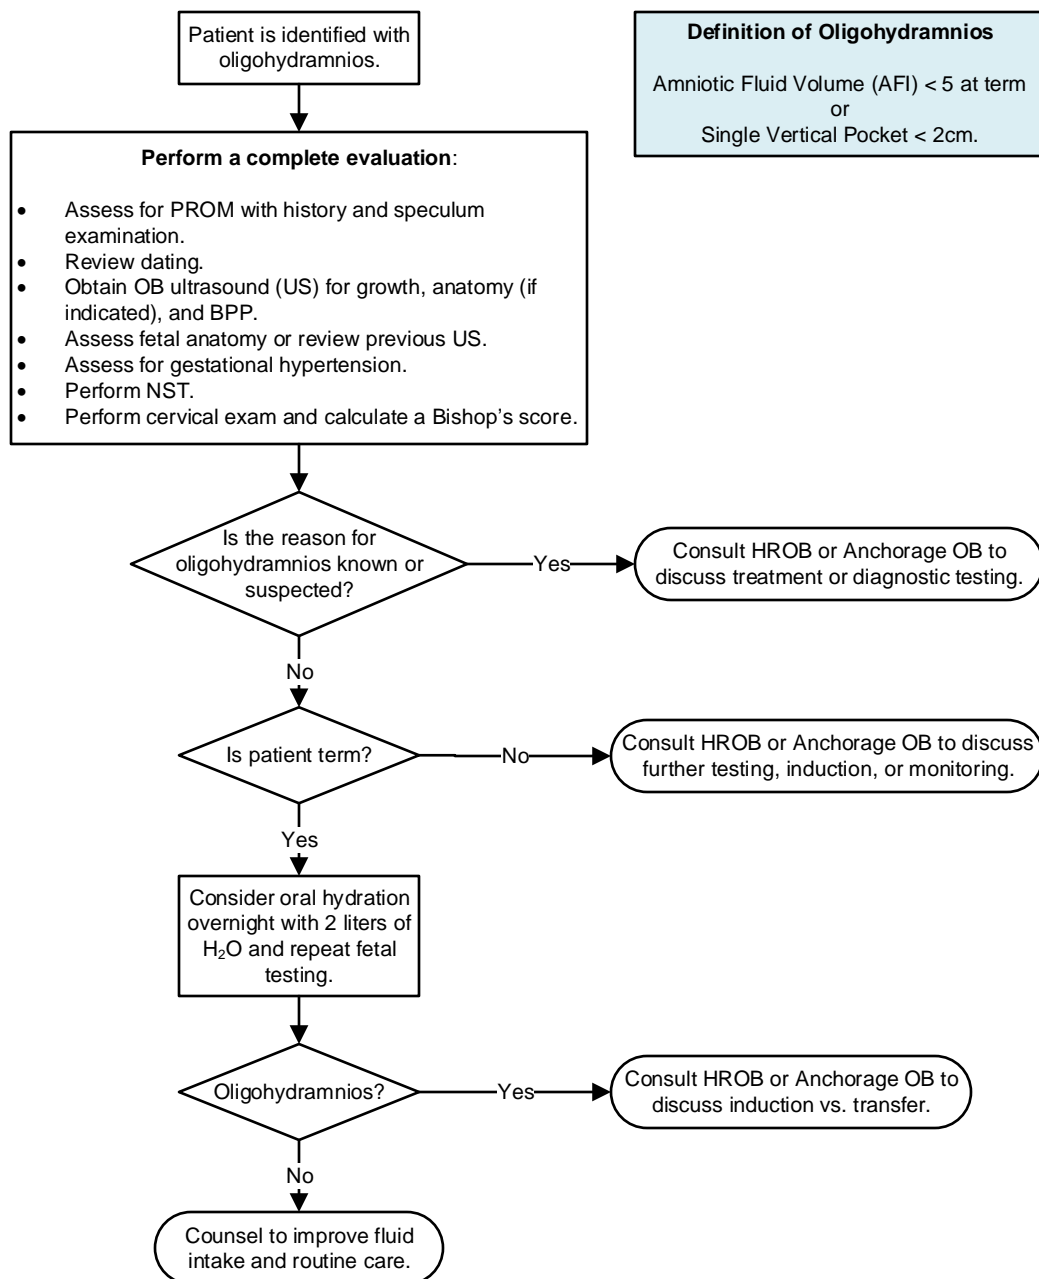 Patient is identified with
oligohydramnios.
Definition of Oligohydramnios
Amniotic Fluid Volume (AFI) < 5 at term
or
Single Vertical Pocket < 2cm.
Perform a complete evaluation:
• Assess for PROM with history and speculum
examination.
• Review dating.
• Obtain OB ultrasound (US) for growth, anatomy (if
indicated), and BPP.
• Assess fetal anatomy or review previous US.
• Assess for gestational hypertension.
• Perform NST.
• Perform cervical exam and calculate a Bishop’s score.
Is the reason for
oligohydramnios known or
suspected?
Yes
Consult HROB or Anchorage OB to
discuss treatment or diagnostic testing.
No
Is patient term?
No
Consult HROB or Anchorage OB to discuss
further testing, induction, or monitoring.
Yes
Consider oral hydration
overnight with 2 liters of
H₂O and repeat fetal
testing.
Oligohydramnios?
Yes
Consult HROB or Anchorage OB to
discuss induction vs. transfer.
No
Counsel to improve fluid
intake and routine care.